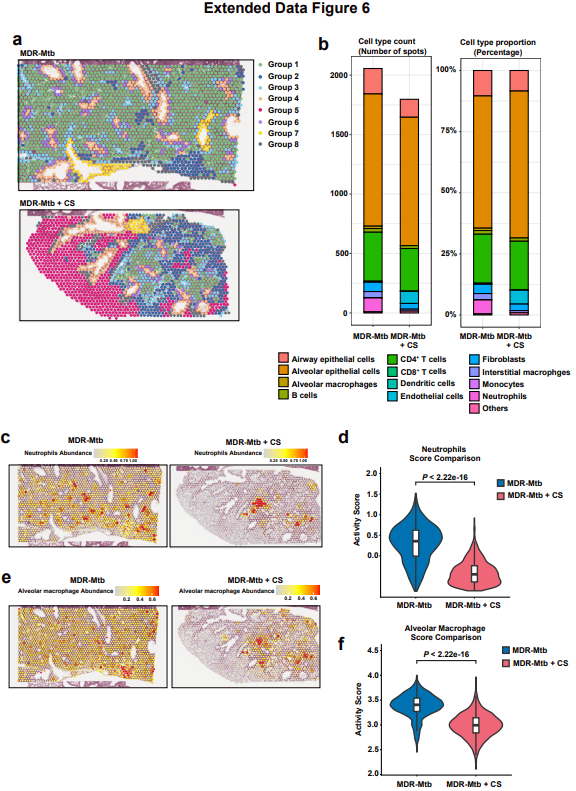 Extended Data Figure 6
a
MDR-Mtb
Group 1
Group 2
Group 3
Group 4
Group 5
Group 6
Group 7
Group 8
MDR-Mtb + CS
b
Cell type count
(Number of spots)
2000
1500
1000
500
0
MDR-Mtb
MDR-Mtb
+ CS
Cell type proportion
(Percentage)
100%
75%
50%
25%
0%
MDR-Mtb
MDR-Mtb
+ CS
Airway epithelial cells
Alveolar epithelial cells
Alveolar macrophages
B cells
CD4⁺ T cells
CD8⁺ T cells
Dendritic cells
Endothelial cells
Fibroblasts
Interstitial macrophges
Monocytes
Neutrophils
Others
c
MDR-Mtb
Neutrophils Abundance
0.25 0.50 0.75 1.00
MDR-Mtb + CS
Neutrophils Abundance
0.25 0.50 0.75 1.00
d
Neutrophils
Score Comparison
P < 2.22e-16
Activity Score
2.0
1.5
1.0
0.5
0.0
MDR-Mtb
MDR-Mtb + CS
MDR-Mtb
MDR-Mtb + CS
e
MDR-Mtb
Alveolar macrophage Abundance
0.2 0.4 0.6
MDR-Mtb + CS
Alveolar macrophage Abundance
0.2 0.4 0.6
f
Alveolar Macrophage
Score Comparison
P < 2.22e-16
Activity Score
4.5
4.0
3.5
3.0
2.5
2.0
MDR-Mtb
MDR-Mtb + CS
MDR-Mtb
MDR-Mtb + CS